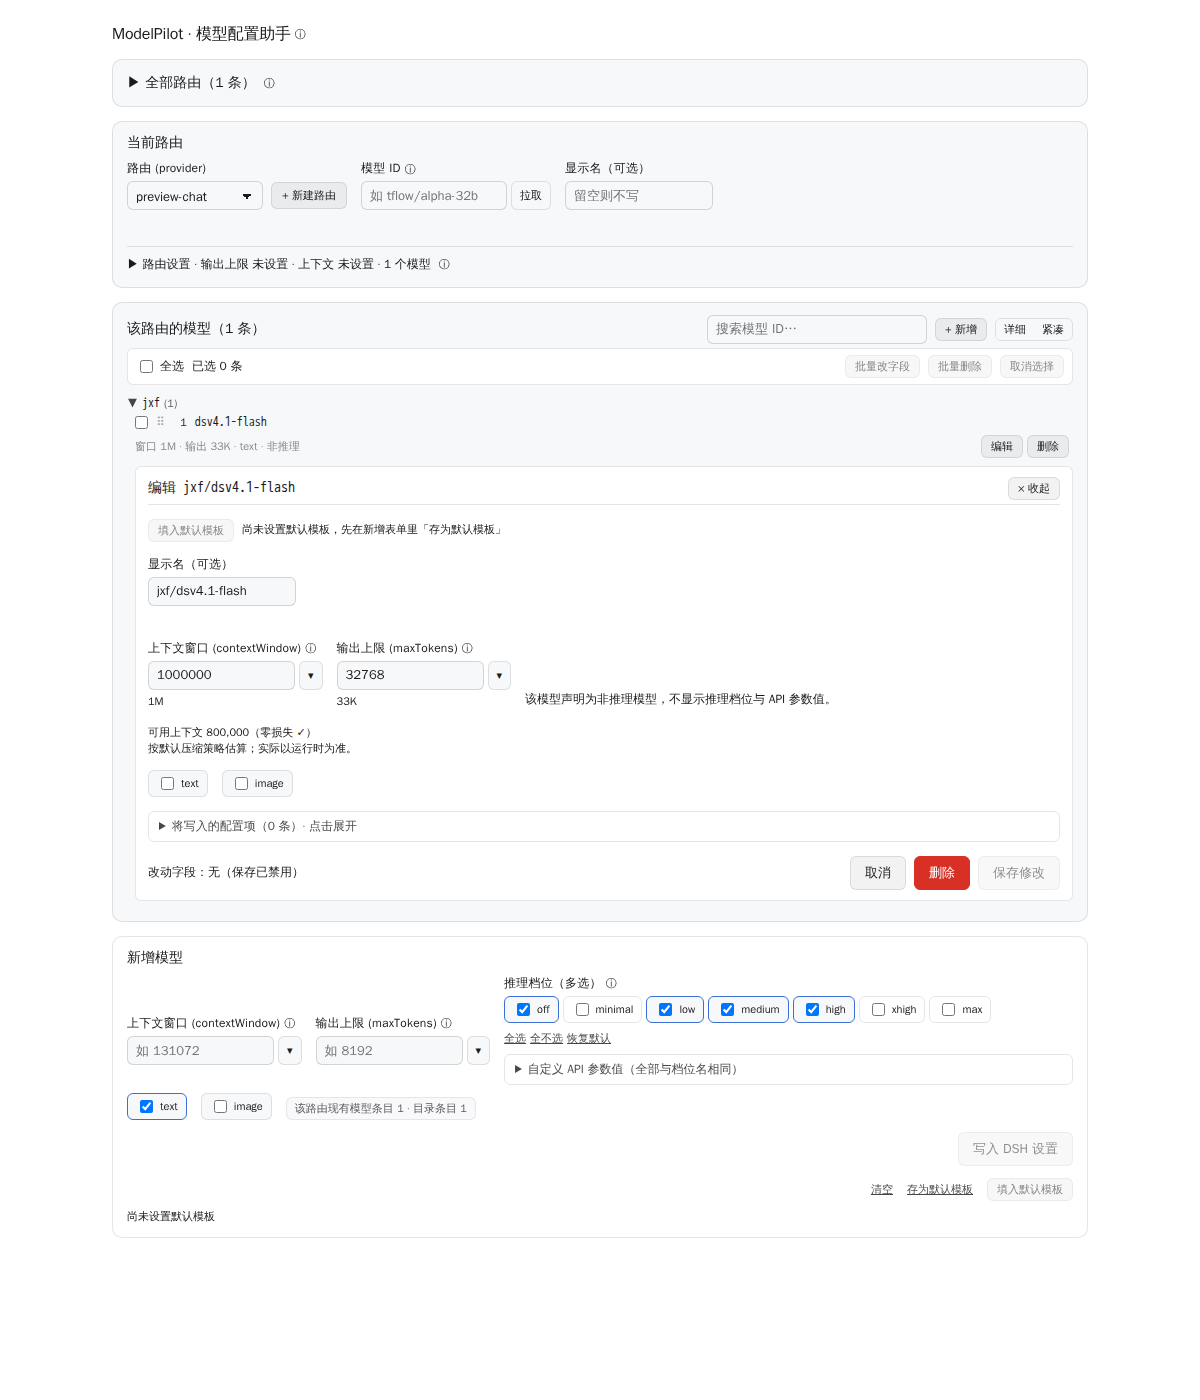 ModelPilot · 模型配置助手 ⓘ
▶ 全部路由（1 条） ⓘ
当前路由
路由 (provider)
模型 ID ⓘ
显示名（可选）
preview-chat
+ 新建路由
如 tflow/alpha-32b
拉取
留空则不写
▶ 路由设置 · 输出上限 未设置 · 上下文 未设置 · 1 个模型 ⓘ
该路由的模型（1 条）
搜索模型 ID…
+ 新增
详细
紧凑
全选 已选 0 条
批量改字段
批量删除
取消选择
▼ jxf (1)
⠿ 1 dsv4.1-flash
窗口 1M · 输出 33K · text · 非推理
编辑
删除
编辑 jxf/dsv4.1-flash
× 收起
填入默认模板
尚未设置默认模板，先在新增表单里「存为默认模板」
显示名（可选）
jxf/dsv4.1-flash
上下文窗口 (contextWindow) ⓘ
输出上限 (maxTokens) ⓘ
1000000
▾
32768
▾
1M
33K
该模型声明为非推理模型，不显示推理档位与 API 参数值。
可用上下文 800,000（零损失 ✓）
按默认压缩策略估算；实际以运行时为准。
text
image
▶ 将写入的配置项（0 条）· 点击展开
改动字段：无（保存已禁用）
取消
删除
保存修改
新增模型
推理档位（多选） ⓘ
off
minimal
low
medium
high
xhigh
max
上下文窗口 (contextWindow) ⓘ
输出上限 (maxTokens) ⓘ
全选 全不选 恢复默认
如 131072
▾
如 8192
▾
▶ 自定义 API 参数值（全部与档位名相同）
text
image
该路由现有模型条目 1 · 目录条目 1
写入 DSH 设置
清空
存为默认模板
填入默认模板
尚未设置默认模板